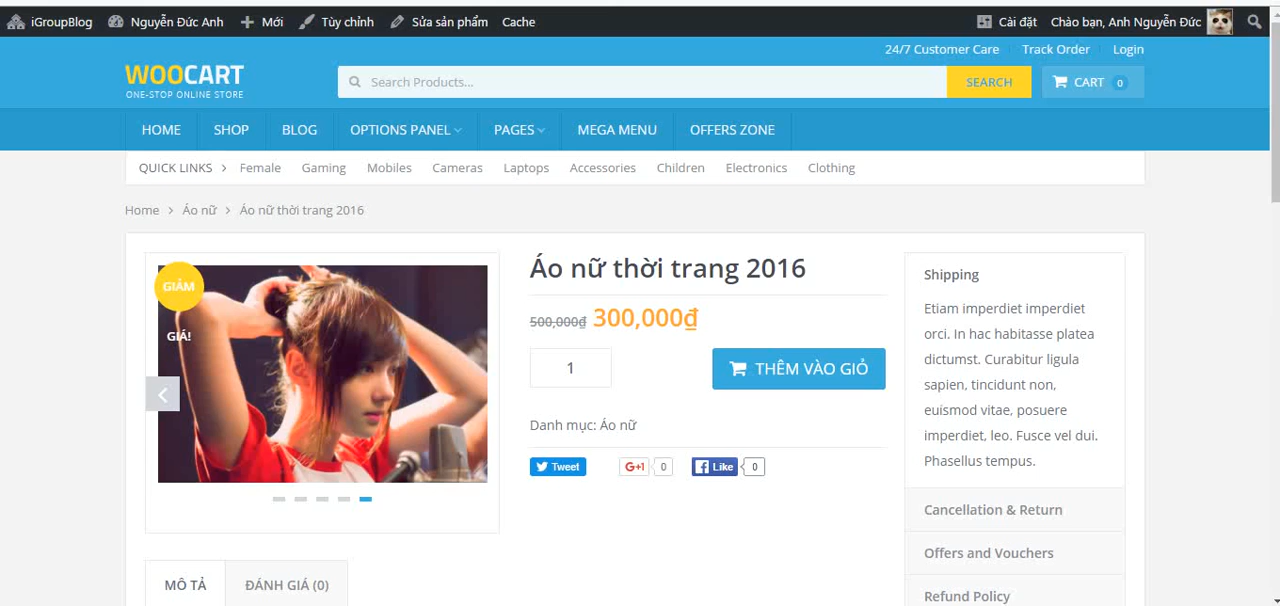 iGroupBlog Nguyễn Đức Anh Mới Tùy chỉnh Sửa sản phẩm Cache Cài đặt Chào bạn, Anh Nguyễn Đức
24/7 Customer Care Track Order Login
WOOCART
ONE-STOP ONLINE STORE
Search Products... SEARCH CART 0
HOME SHOP BLOG OPTIONS PANEL PAGES MEGA MENU OFFERS ZONE
QUICK LINKS Female Gaming Mobiles Cameras Laptops Accessories Children Electronics Clothing
Home > Áo nữ > Áo nữ thời trang 2016
GIẢM
GIÁ!
Áo nữ thời trang 2016
500,000₫ 300,000₫
1 THÊM VÀO GIỎ
Danh mục: Áo nữ
Tweet G+1 0 Like 0
Shipping
Etiam imperdiet imperdiet
orci. In hac habitasse platea
dictumst. Curabitur ligula
sapien, tincidunt non,
euismod vitae, posuere
imperdiet, leo. Fusce vel dui.
Phasellus tempus.
Cancellation & Return
Offers and Vouchers
Refund Policy
MÔ TẢ ĐÁNH GIÁ (0)